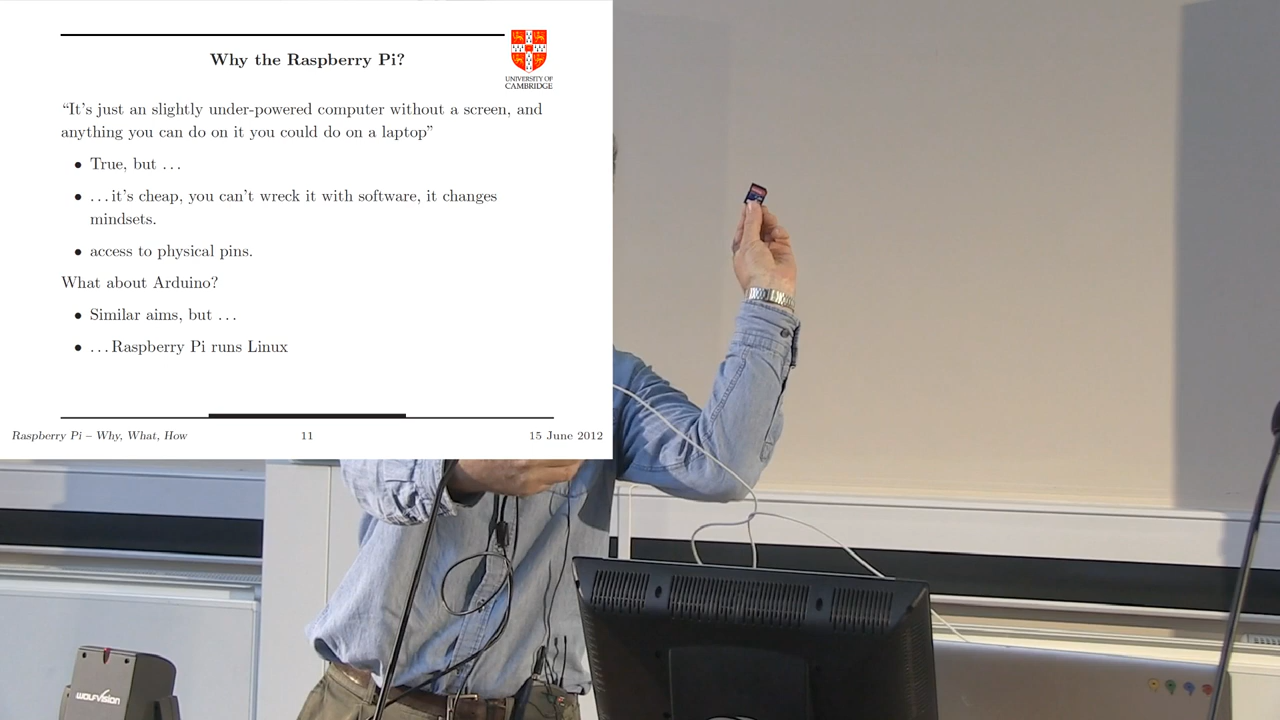 Why the Raspberry Pi?
UNIVERSITY OF
CAMBRIDGE
“It’s just an slightly under-powered computer without a screen, and
anything you can do on it you could do on a laptop”
• True, but ...
• ...it’s cheap, you can’t wreck it with software, it changes
mindsets.
• access to physical pins.
What about Arduino?
• Similar aims, but ...
• ...Raspberry Pi runs Linux
Raspberry Pi – Why, What, How
11
15 June 2012
WOLFVISION